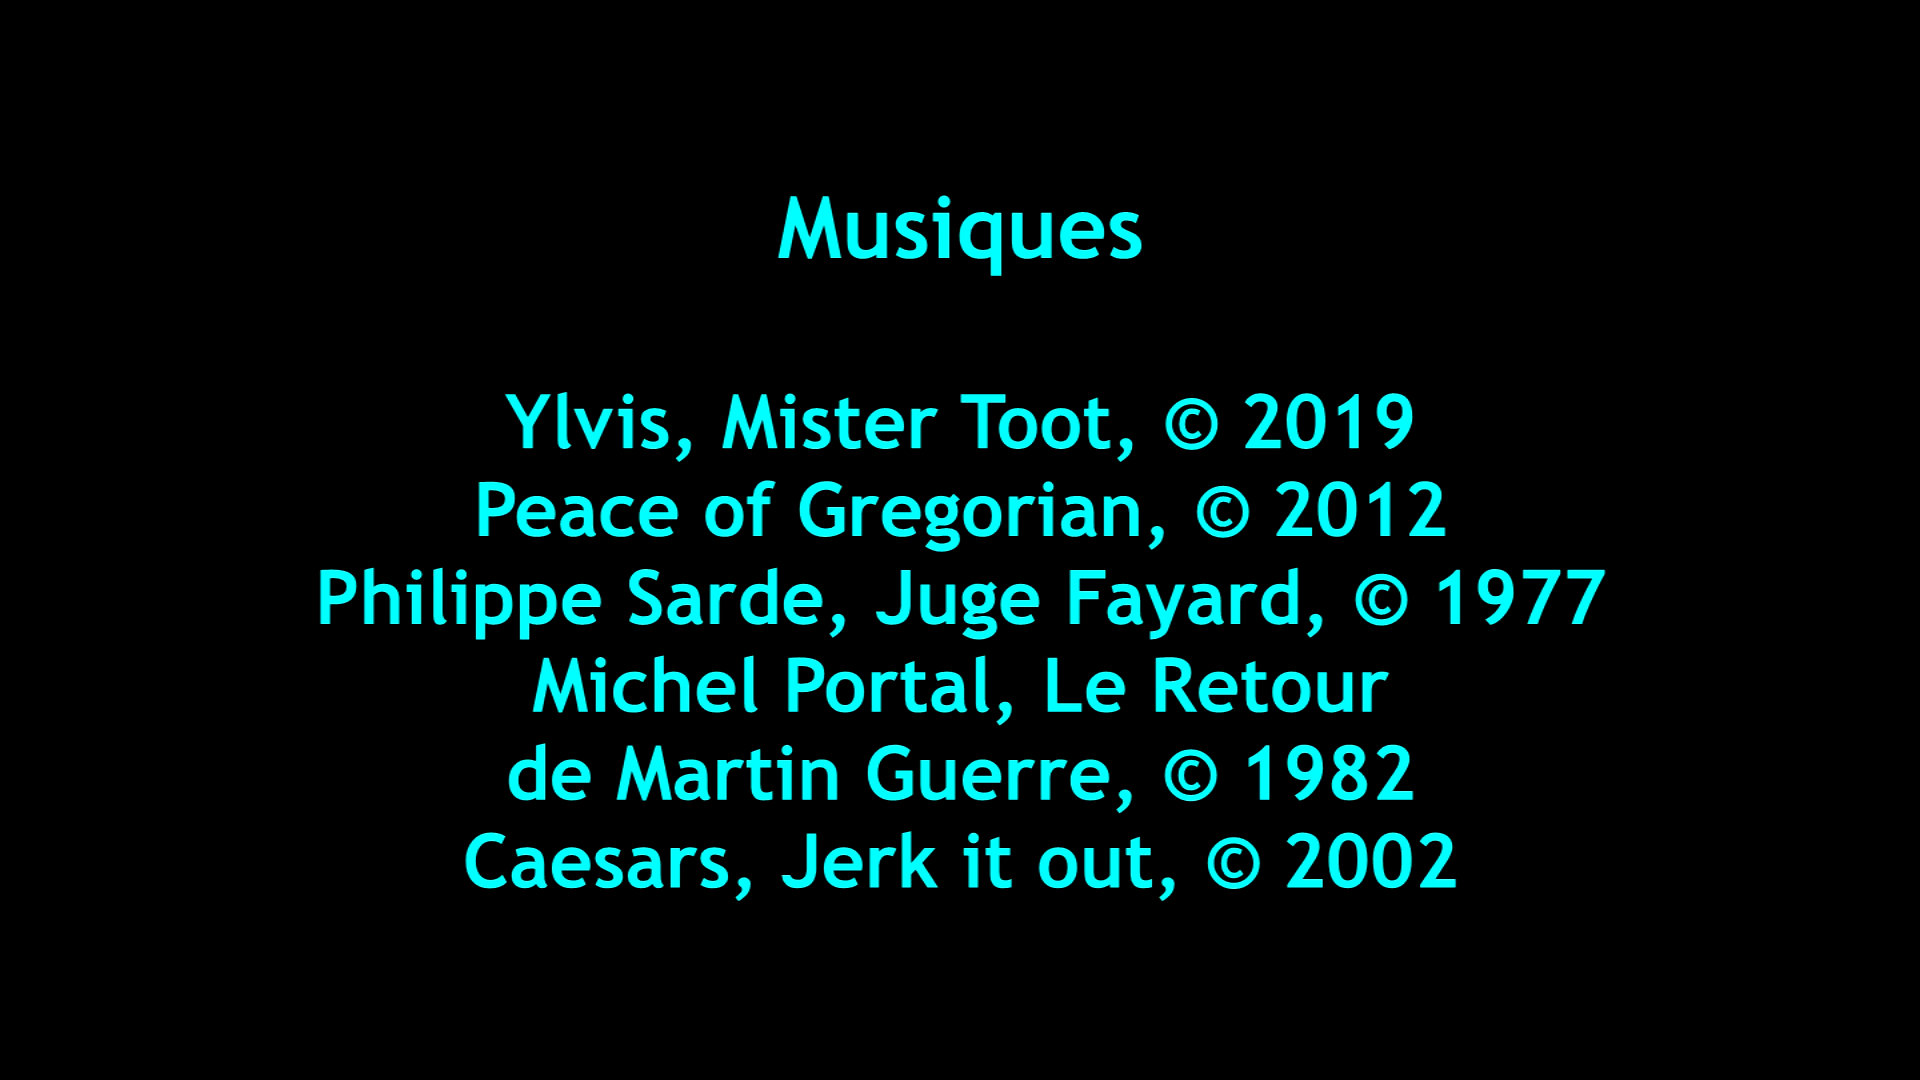 Musiques
Ylvis, Mister Toot, © 2019
Peace of Gregorian, © 2012
Philippe Sarde, Juge Fayard, © 1977
Michel Portal, Le Retour
de Martin Guerre, © 1982
Caesars, Jerk it out, © 2002